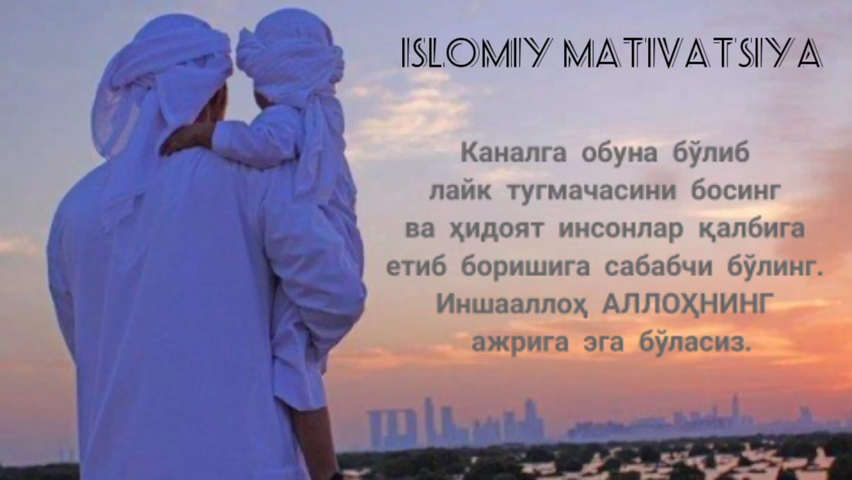 ISLOMIY MATIVATSIYA
Каналга обуна бўлиб
лайк тугмачасини босинг
ва ҳидоят инсонлар қалбига
етиб боришига сабабчи бўлинг.
Иншааллоҳ АЛЛОҲНИНГ
ажрига эга бўласиз.